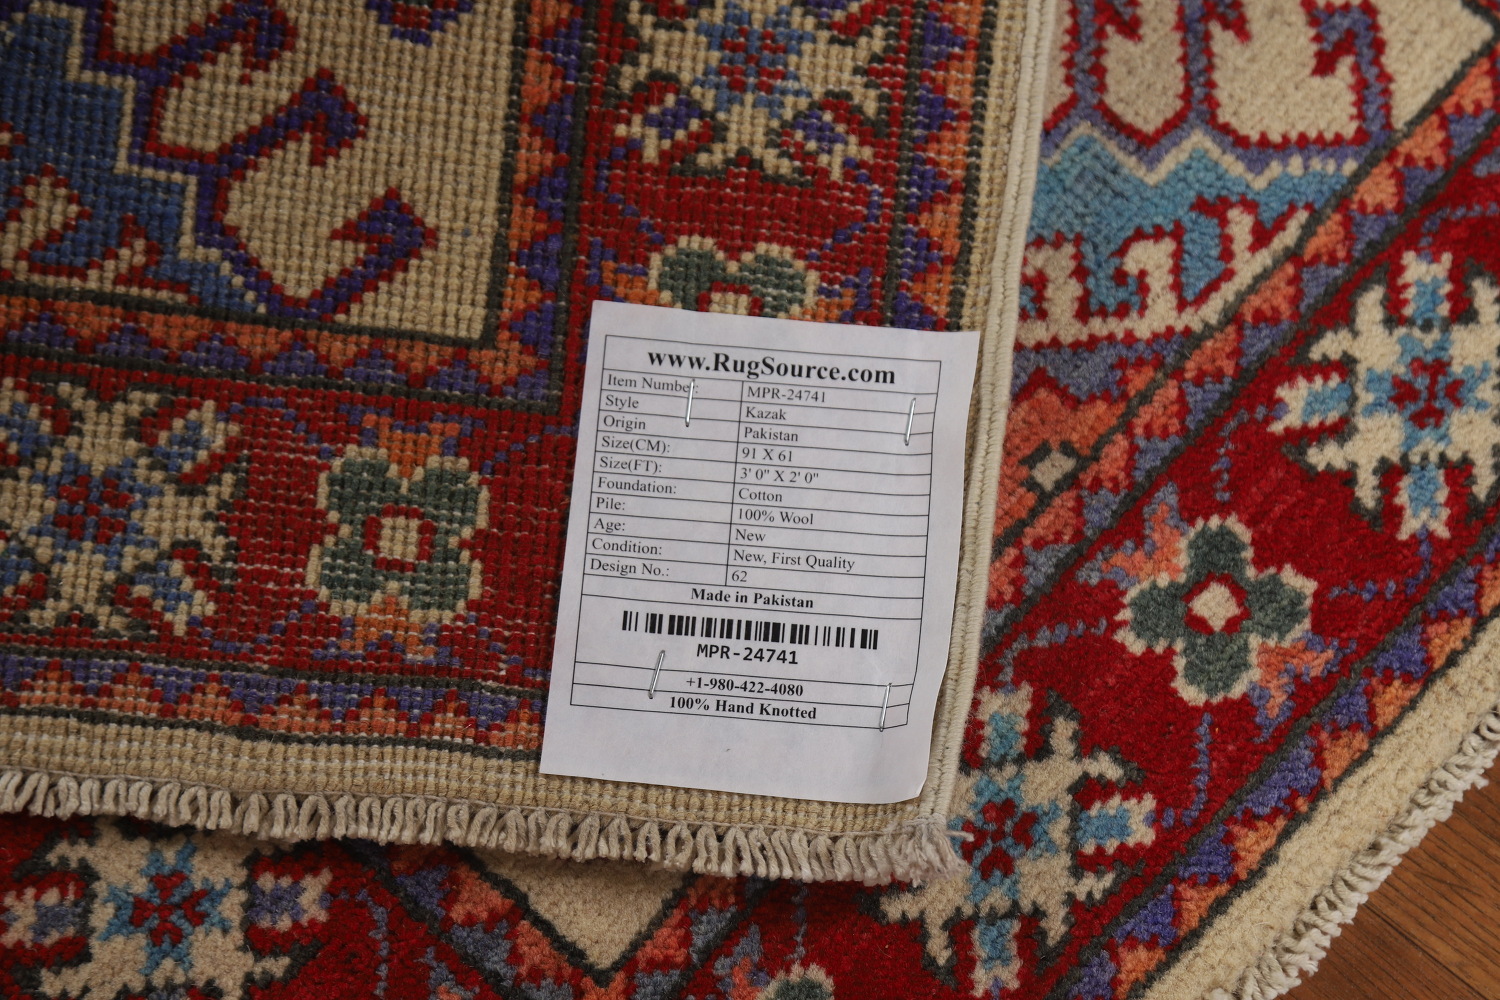 www.RugSource.com
Item Number: MPR-24741
Style Kazak
Origin Pakistan
Size(CM): 91 X 61
Size(FT): 3' 0" X 2' 0"
Foundation: Cotton
Pile: 100% Wool
Age: New
Condition: New, First Quality
Design No.: 62
Made in Pakistan
MPR-24741
+1-980-422-4080
100% Hand Knotted